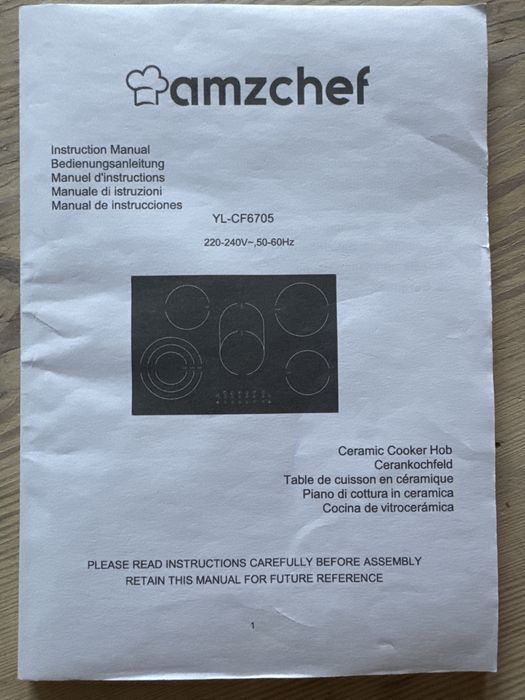 amzchef
Instruction Manual
Bedienungsanleitung
Manuel d'instructions
Manuale di istruzioni
Manual de instrucciones
YL-CF6705
220-240V~,50-60Hz
Ceramic Cooker Hob
Cerankochfeld
Table de cuisson en céramique
Piano di cottura in ceramica
Cocina de vitrocerámica
PLEASE READ INSTRUCTIONS CAREFULLY BEFORE ASSEMBLY
RETAIN THIS MANUAL FOR FUTURE REFERENCE
1